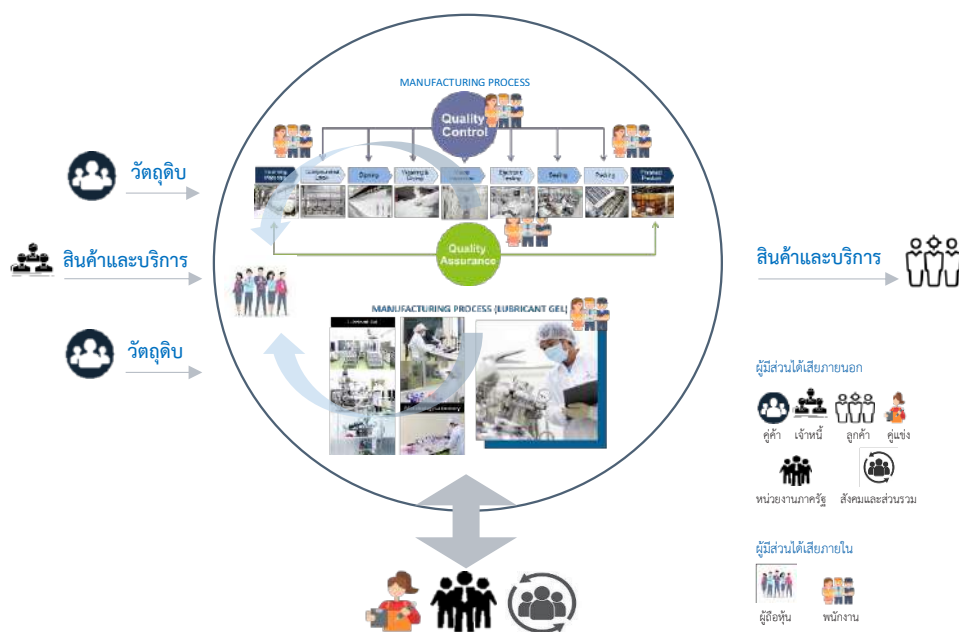 MANUFACTURING PROCESS
Quality
Control
วัตถุดิบ
Dipping
Electronic
Testing
Sealing
Packing
สินค้าและบริการ
Quality
Assurance
สินค้าและบริการ
MANUFACTURING PROCESS (LUBRICANT GEL)
Lubricant Gel
วัตถุดิบ
ผู้มีส่วนได้เสียภายนอก
คู่ค้า
เจ้าหนี้
ลูกค้า
คู่แข่ง
หน่วยงานภาครัฐ
สังคมและส่วนรวม
ผู้มีส่วนได้เสียภายใน
ผู้ถือหุ้น
พนักงาน